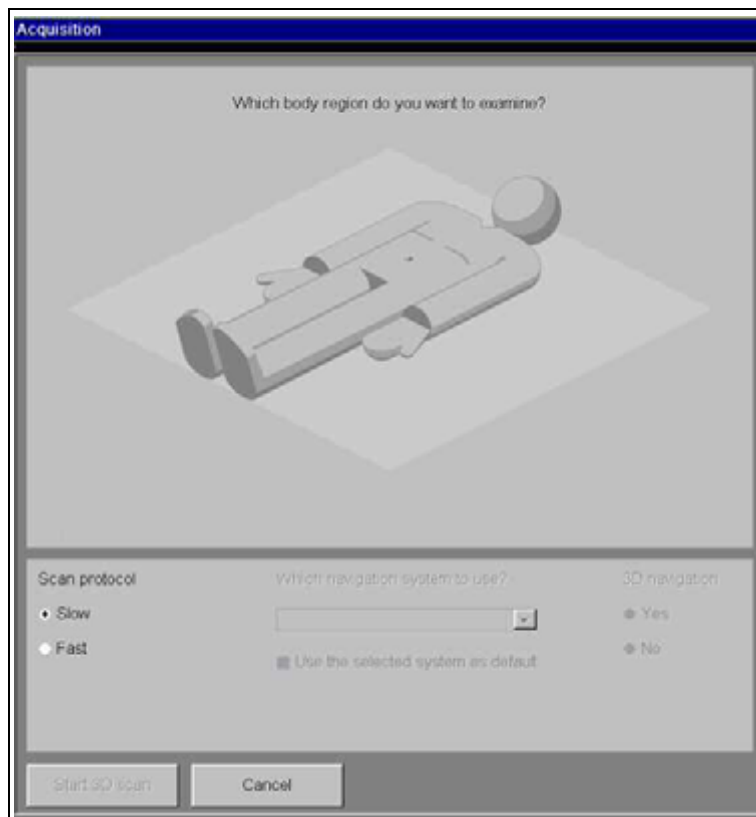 Acquisition
Which body region do you want to examine?
Scan protocol
Which navigation system to use?
3D navigation
Slow
Yes
Fast
Use the selected system as default
No
Start 3D scan
Cancel